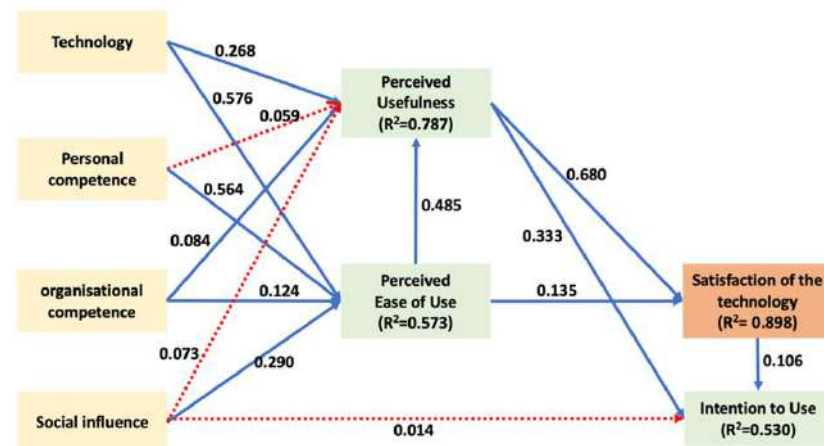 Technology
0.268
0.576
Perceived
Usefulness
(R²=0.787)
0.059
Personal
competence
0.564
0.680
0.485
0.333
0.084
organisational
competence
0.124
Perceived
Ease of Use
(R²=0.573)
0.135
Satisfaction of the
technology
(R²= 0.898)
0.073
0.290
0.106
Social influence
0.014
Intention to Use
(R²=0.530)